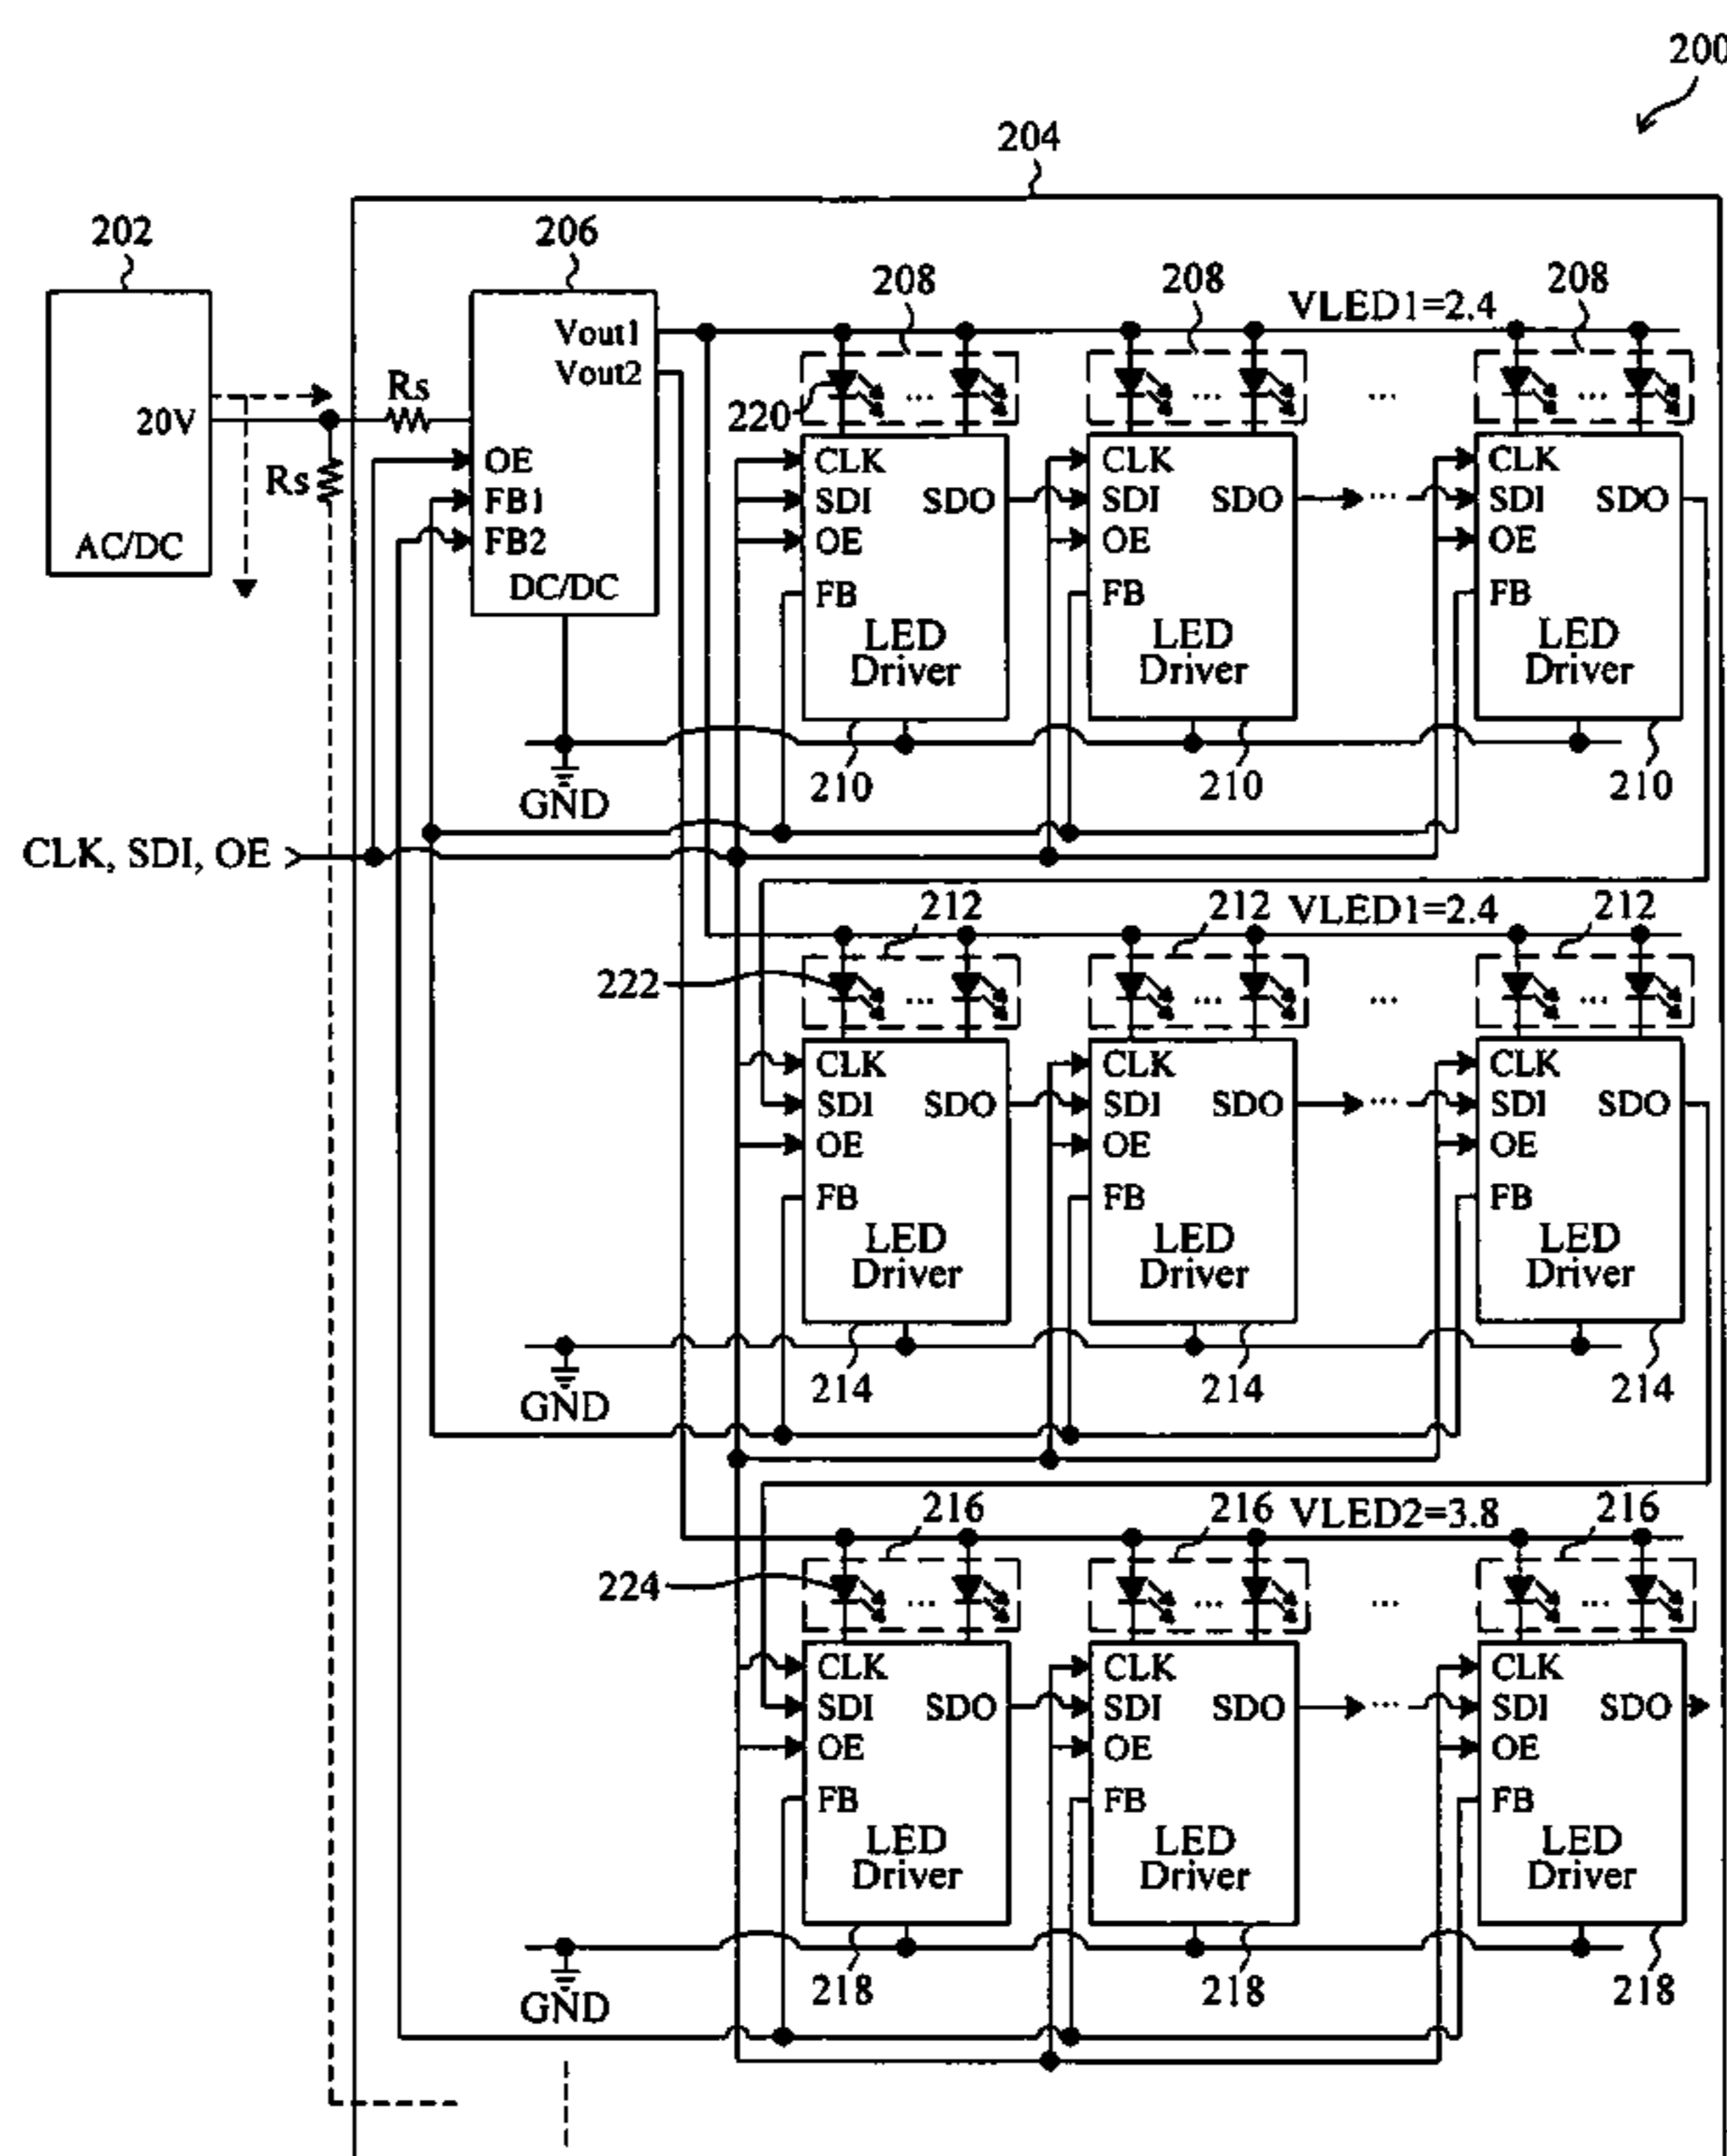 200
204
202
206
208
208
208
VLED1=2.4
Vout1
Vout2
220
Rs
20V
Rs
OE
FB1
FB2
AC/DC
DC/DC
CLK
SDI
SDO
OE
FB
LED
Driver
CLK
SDI
SDO
OE
FB
LED
Driver
CLK
SDI
SDO
OE
FB
LED
Driver
...
...
...
...
...
GND
210
210
210
CLK, SDI, OE
212
212
VLED1=2.4
212
222
...
...
...
...
CLK
SDI
SDO
OE
FB
LED
Driver
CLK
SDI
SDO
...
OE
FB
LED
Driver
CLK
SDI
SDO
OE
FB
LED
Driver
GND
214
214
214
216
216
VLED2=3.8
216
224
...
...
...
...
CLK
SDI
SDO
OE
FB
LED
Driver
CLK
SDI
SDO
...
OE
FB
LED
Driver
CLK
SDI
SDO
OE
FB
LED
Driver
GND
218
218
218